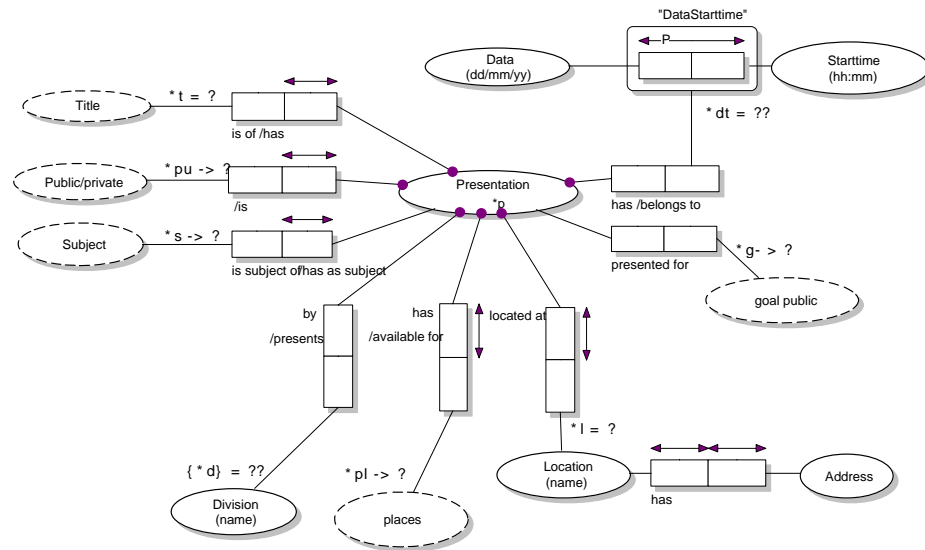 "DataStarttime"
P
Data
(dd/mm/yy)
Starttime
(hh:mm)
* dt = ??
Title
* t = ?
is of /has
Public/private
* pu -> ?
/is
Presentation
*p
has /belongs to
Subject
* s -> ?
is subject of/has as subject
presented for
* g- > ?
goal public
by
/presents
has
/available for
located at
{ * d} = ??
Division
(name)
* pl -> ?
places
* l = ?
Location
(name)
has
Address